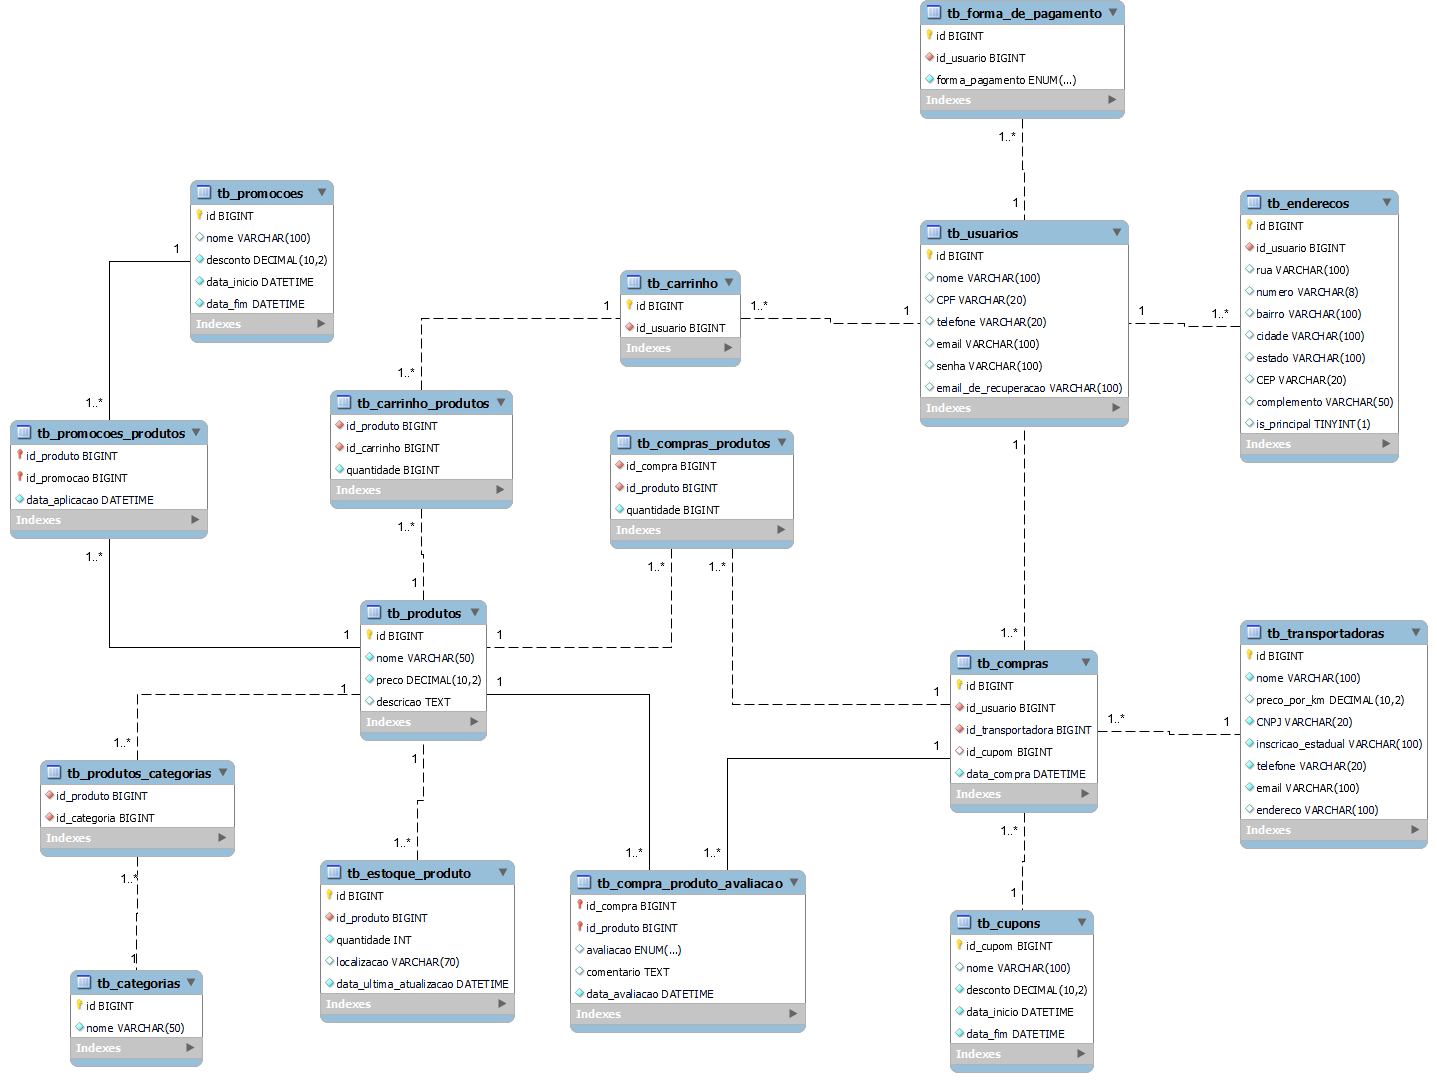 tb_forma_de_pagamento
id BIGINT
id_usuario BIGINT
forma_pagamento ENUM(...)
Indexes
1..*
1
tb_promocoes
id BIGINT
nome VARCHAR(100)
desconto DECIMAL(10,2)
data_inicio DATETIME
data_fim DATETIME
Indexes
1
1..*
tb_usuarios
id BIGINT
nome VARCHAR(100)
CPF VARCHAR(20)
telefone VARCHAR(20)
email VARCHAR(100)
senha VARCHAR(100)
email_de_recuperacao VARCHAR(100)
Indexes
1
1..*
tb_enderecos
id BIGINT
id_usuario BIGINT
rua VARCHAR(100)
numero VARCHAR(8)
bairro VARCHAR(100)
cidade VARCHAR(100)
estado VARCHAR(100)
CEP VARCHAR(20)
complemento VARCHAR(50)
is_principal TINYINT(1)
Indexes
tb_carrinho
id BIGINT
id_usuario BIGINT
Indexes
1
1..*
1
1..*
tb_carrinho_produtos
id_produto BIGINT
id_carrinho BIGINT
quantidade BIGINT
Indexes
1..*
1
tb_promocoes_produtos
id_produto BIGINT
id_promocao BIGINT
data_aplicacao DATETIME
Indexes
1..*
1
tb_compras_produtos
id_compra BIGINT
id_produto BIGINT
quantidade BIGINT
Indexes
1..*
1..*
1
1
1..*
tb_produtos
id BIGINT
nome VARCHAR(50)
preco DECIMAL(10,2)
descricao TEXT
Indexes
1
1
1
1
tb_compras
id BIGINT
id_usuario BIGINT
id_transportadora BIGINT
id_cupom BIGINT
data_compra DATETIME
Indexes
1
1
1..*
1
1..*
tb_transportadoras
id BIGINT
nome VARCHAR(100)
preco_por_km DECIMAL(10,2)
CNPJ VARCHAR(20)
inscricao_estadual VARCHAR(100)
telefone VARCHAR(20)
email VARCHAR(100)
endereco VARCHAR(100)
Indexes
1..*
tb_produtos_categorias
id_produto BIGINT
id_categoria BIGINT
Indexes
1..*
1
1..*
tb_estoque_produto
id BIGINT
id_produto BIGINT
quantidade INT
localizacao VARCHAR(70)
data_ultima_atualizacao DATETIME
Indexes
1..*
1..*
tb_compra_produto_avaliacao
id_compra BIGINT
id_produto BIGINT
avaliacao ENUM(...)
comentario TEXT
data_avaliacao DATETIME
Indexes
tb_cupons
id_cupom BIGINT
nome VARCHAR(100)
desconto DECIMAL(10,2)
data_inicio DATETIME
data_fim DATETIME
Indexes
tb_categorias
id BIGINT
nome VARCHAR(50)
Indexes